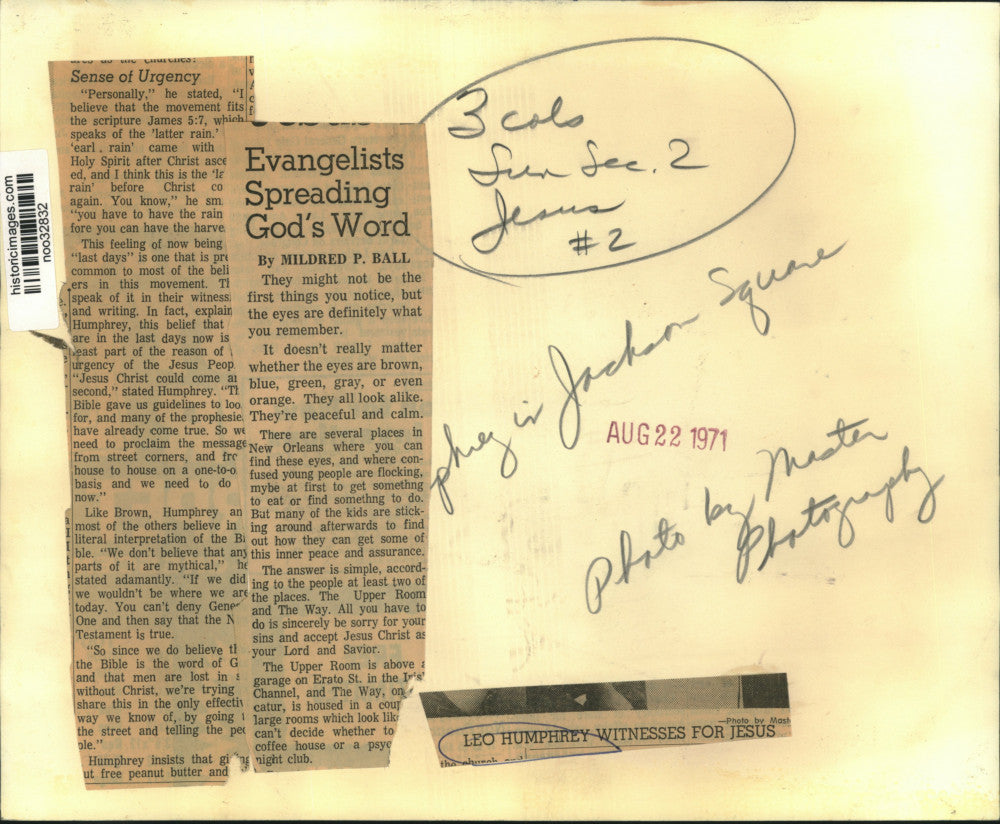 historicimages.com
noo32832
Sense of Urgency
"Personally," he stated, "I
believe that the movement fits
the scripture James 5:7, which
speaks of the 'latter rain.'
rain' came with
Holy Spirit after Christ asce
ed, and I think this is the
rain' before Christ co
again. You know," he sm
"you have to have the rain
fore you can have the harve
This feeling of now being
"last days" is one that is pre
common to most of the beli
ers in this movement. Th
speak of it in their witness
and writing. In fact, explain
Humphrey, this belief that
are in the last days now is
east part of the reason of
urgency of the Jesus Peop
"Jesus Christ could come a
second," stated Humphrey. "Th
Bible gave us guidelines to loo
for, and many of the prophesie
have already come true. So we
need to proclaim the message
from street corners, and fr
house to house on a one-to-o
basis and we need to do
now."
Like Brown, Humphrey an
most of the others believe in
literal interpretation of the Bi
ble. "We don't believe that any
parts of it are mythical," he
stated adamantly. "If we did
we wouldn't be where we are
today. You can't deny Gene
One and then say that the N
Testament is true.
"So since we do believe th
the Bible is the word of G
and that men are lost in s
without Christ, we're trying
share this in the only effectiv
way we know of, by going t
the street and telling the peo
ple."
Humphrey insists that gi
ut free peanut butter and
Evangelists
Spreading
God's Word
By MILDRED P. BALL
They might not be the
first things you notice, but
the eyes are definitely what
you remember.
It doesn't really matter
whether the eyes are brown,
blue, green, gray, or even
orange. They all look alike.
They're peaceful and calm.
There are several places in
New Orleans where you can
find these eyes, and where con-
fused young people are flocking,
mybe at first to get somethng
to eat or find somethng to do.
But many of the kids are stick-
ing around afterwards to find
out how they can get some of
this inner peace and assurance.
The answer is simple, accord-
ing to the people at least two of
the places. The Upper Room
and The Way. All you have to
do is sincerely be sorry for your
sins and accept Jesus Christ as
your Lord and Savior.
The Upper Room is above a
garage on Erato St. in the Iris
Channel, and The Way, on
catur, is housed in a coup
large rooms which look lik
can't decide whether to
coffee house or a psyc
night club.
3 cols
Sun Sec. 2
Jesus
#2
phrey in Jackson Square
AUG 22 1971
Photo by Master
Photography
—Photo by Mast
LEO HUMPHREY WITNESSES FOR JESUS
the church and